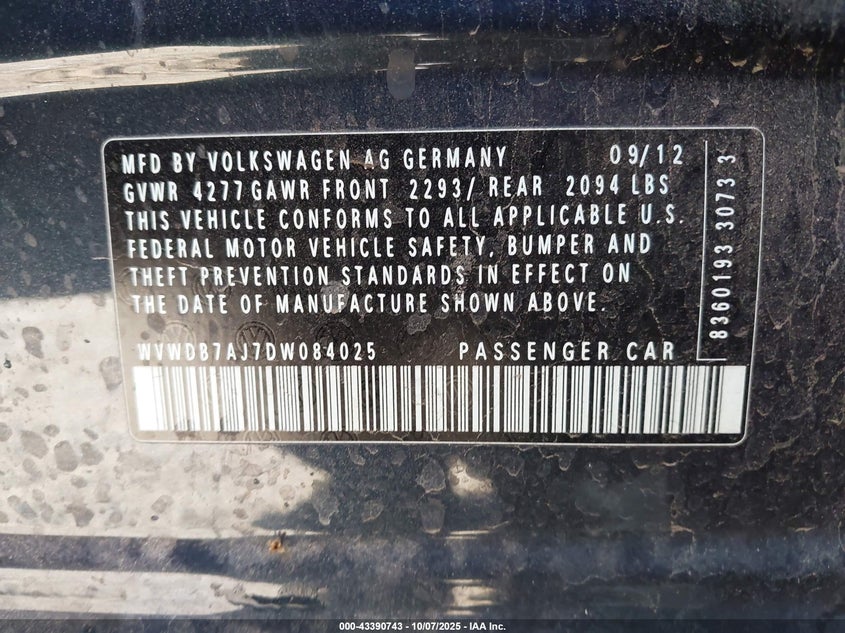 MFD BY VOLKSWAGEN AG GERMANY 09/12
GVWR 4277 GAWR FRONT 2293/ REAR 2094 LBS
THIS VEHICLE CONFORMS TO ALL APPLICABLE U.S.
FEDERAL MOTOR VEHICLE SAFETY, BUMPER AND
THEFT PREVENTION STANDARDS IN EFFECT ON
THE DATE OF MANUFACTURE SHOWN ABOVE.
WVWDB7AJ7DW084025 PASSENGER CAR
8360193 3073 3
000-43390743 - 10/07/2025 - IAA Inc.